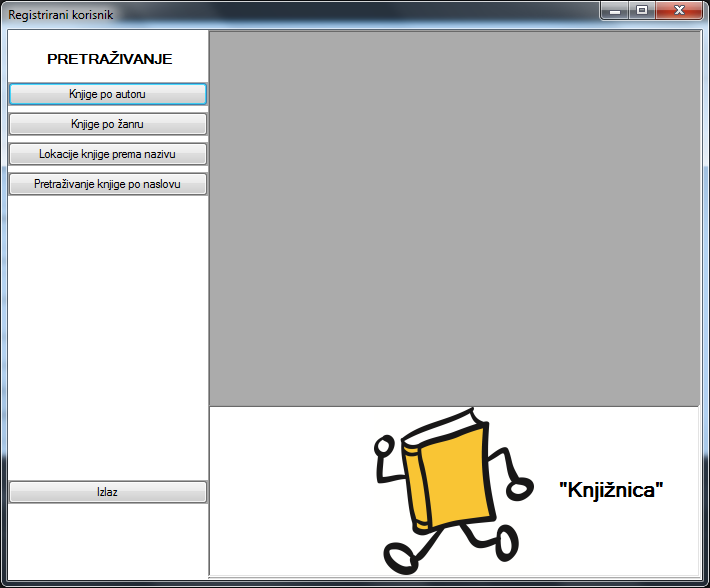 Registrirani korisnik
PRETRAŽIVANJE
Knjige po autoru
Knjige po žanru
Lokacije knjige prema nazivu
Pretraživanje knjige po naslovu
Izlaz
"Knjižnica"